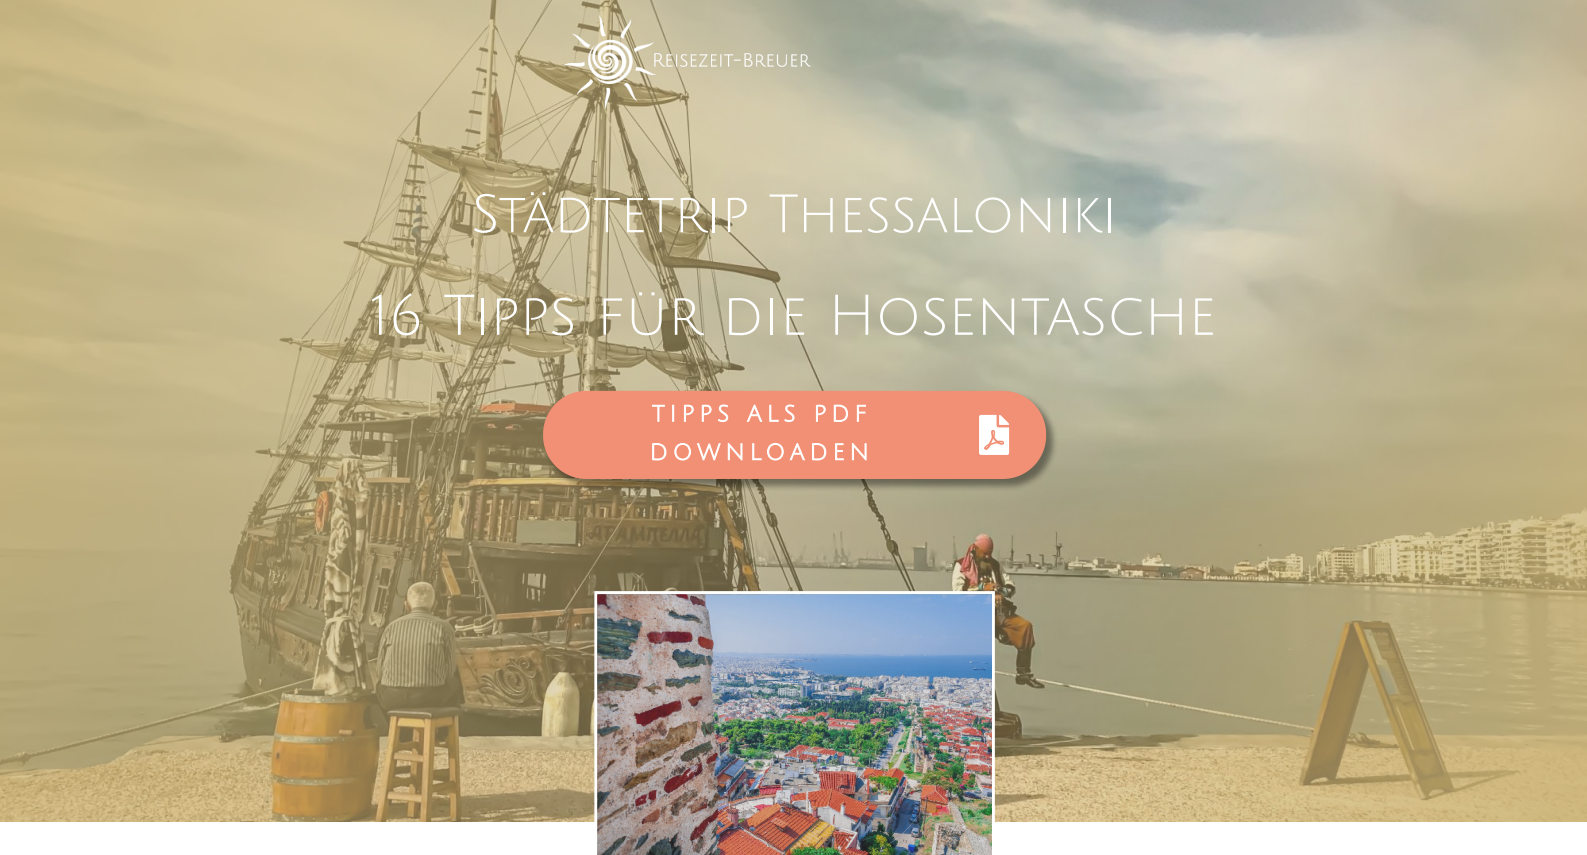 Reisezeit-Breuer
Städtetrip Thessaloniki
16 Tipps für die Hosentasche
TIPPS ALS PDF
DOWNLOADEN